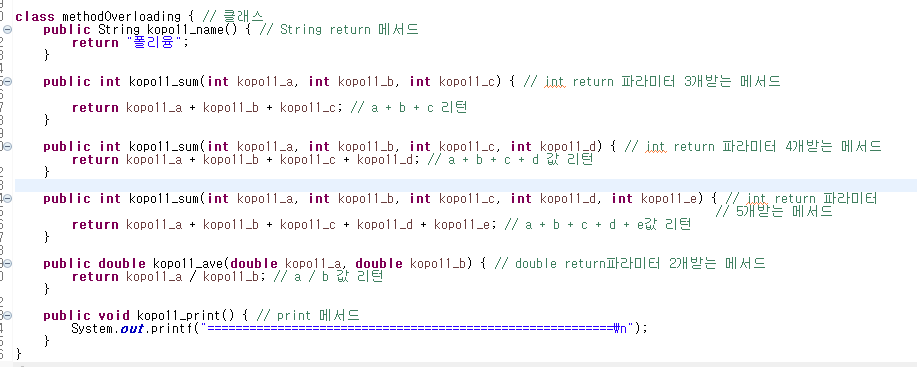 class methodOverloading { // 클래스
public String kopo11_name() { // String return 메서드
return "폴리융";
}
public int kopo11_sum(int kopo11_a, int kopo11_b, int kopo11_c) { // int return 파라미터 3개받는 메서드
return kopo11_a + kopo11_b + kopo11_c; // a + b + c 리턴
}
public int kopo11_sum(int kopo11_a, int kopo11_b, int kopo11_c, int kopo11_d) { // int return 파라미터 4개받는 메서드
return kopo11_a + kopo11_b + kopo11_c + kopo11_d; // a + b + c + d 값 리턴
}
public int kopo11_sum(int kopo11_a, int kopo11_b, int kopo11_c, int kopo11_d, int kopo11_e) { // int return 파라미터
// 5개받는 메서드
return kopo11_a + kopo11_b + kopo11_c + kopo11_d + kopo11_e; // a + b + c + d + e값 리턴
}
public double kopo11_ave(double kopo11_a, double kopo11_b) { // double return파라미터 2개받는 메서드
return kopo11_a / kopo11_b; // a / b 값 리턴
}
public void kopo11_print() { // print 메서드
System.out.printf("==========================================================₩n");
}
}